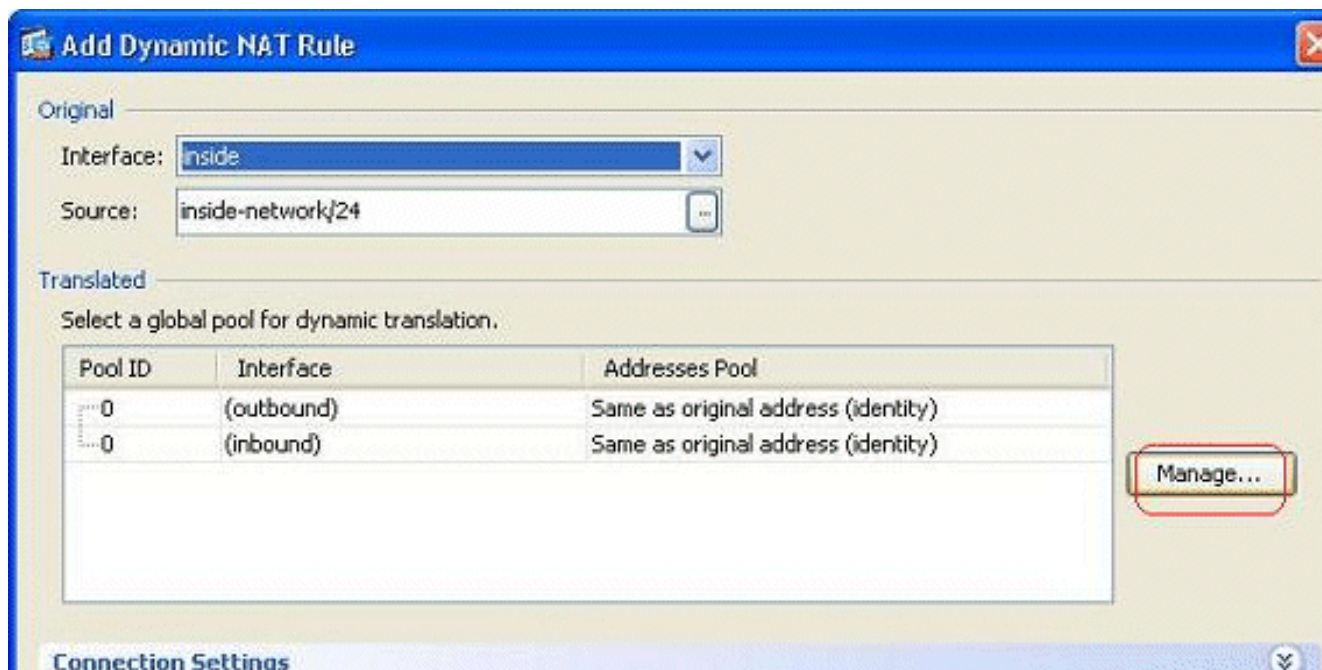 Add Dynamic NAT Rule
Original
Interface: inside
Source: inside-network/24 ...
Translated
Select a global pool for dynamic translation.
Pool ID Interface Addresses Pool
0 (outbound) Same as original address (identity)
0 (inbound) Same as original address (identity)
Manage...
Connection Settings